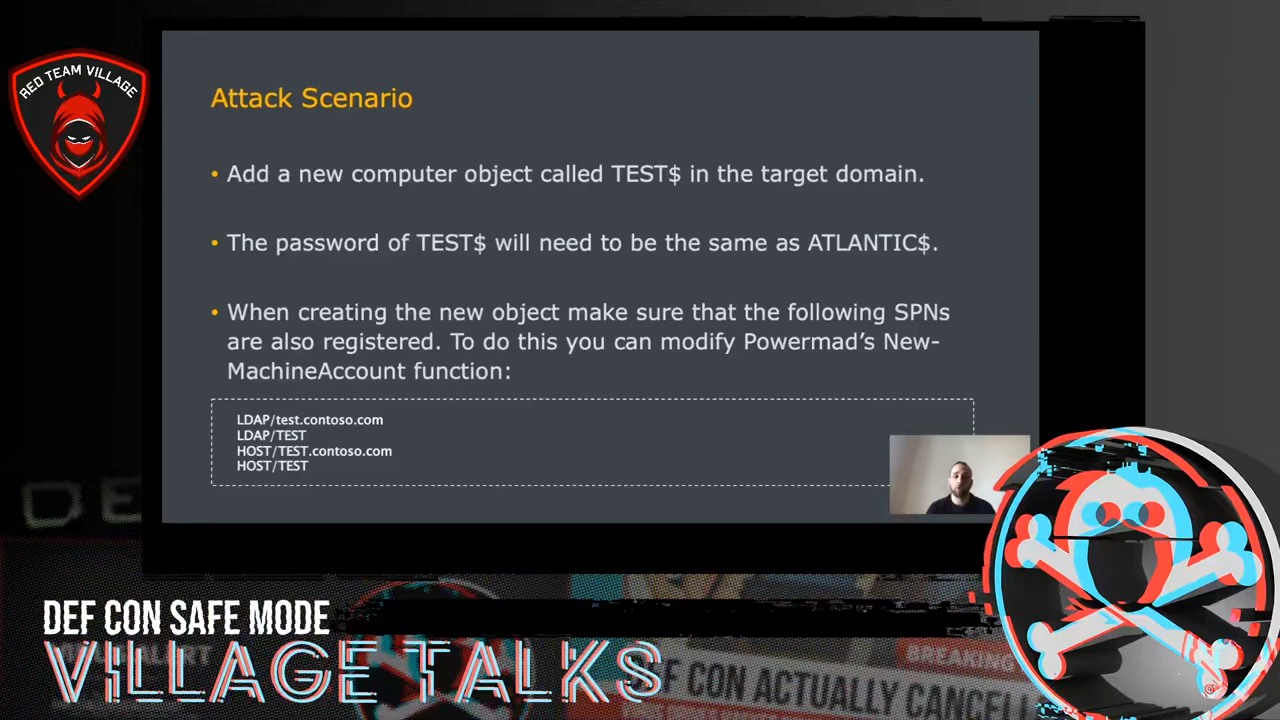 RED TEAM VILLAGE
Attack Scenario
• Add a new computer object called TEST$ in the target domain.
• The password of TEST$ will need to be the same as ATLANTIC$.
• When creating the new object make sure that the following SPNs
are also registered. To do this you can modify Powermad's New-
MachineAccount function:
LDAP/test.contoso.com
LDAP/TEST
HOST/TEST.contoso.com
HOST/TEST
DE
DEF CON SAFE MODE
VILLAGE TALKS
BREAKING
DEF CON ACTUALLY CANCELL